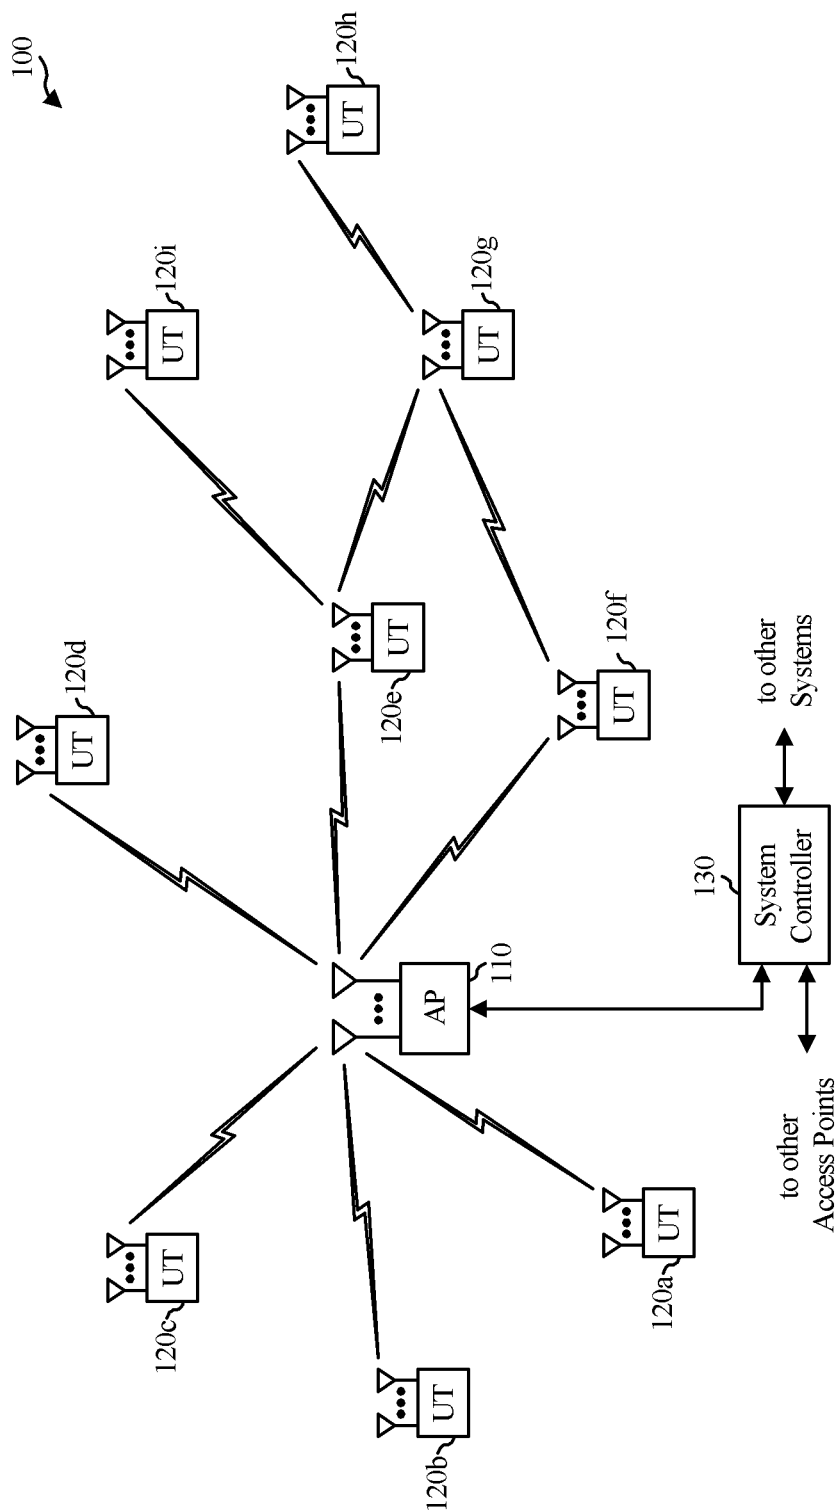 100
120d
UT
120i
UT
120h
UT
120c
UT
120e
UT
120g
UT
120b
UT
AP
110
120f
UT
120a
UT
130
System
Controller
to other
Access Points
to other
Systems